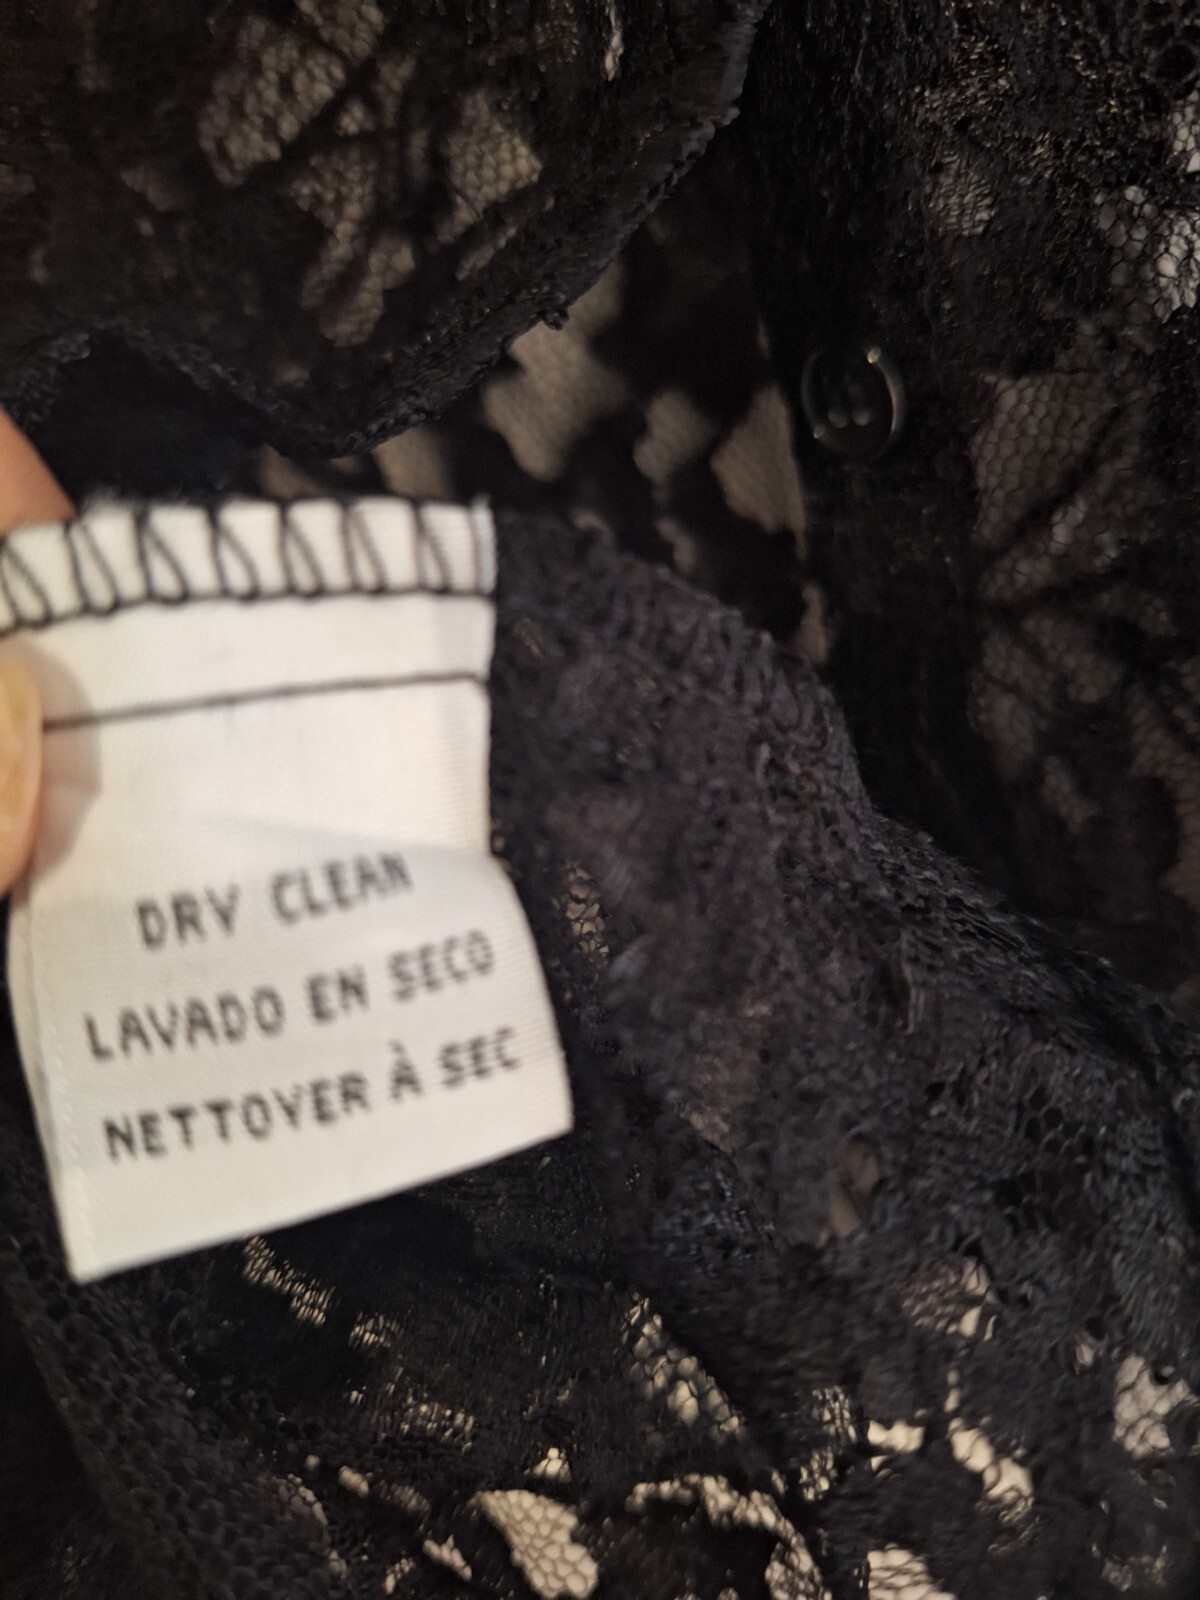 DRY CLEAN
LAVADO EN SECO
NETTOYER À SEC